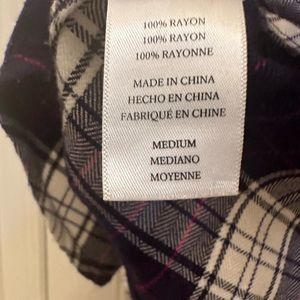 100% RAYON
100% RAYON
100% RAYONNE
MADE IN CHINA
HECHO EN CHINA
FABRIQUÉ EN CHINE
MEDIUM
MEDIANO
MOYENNE